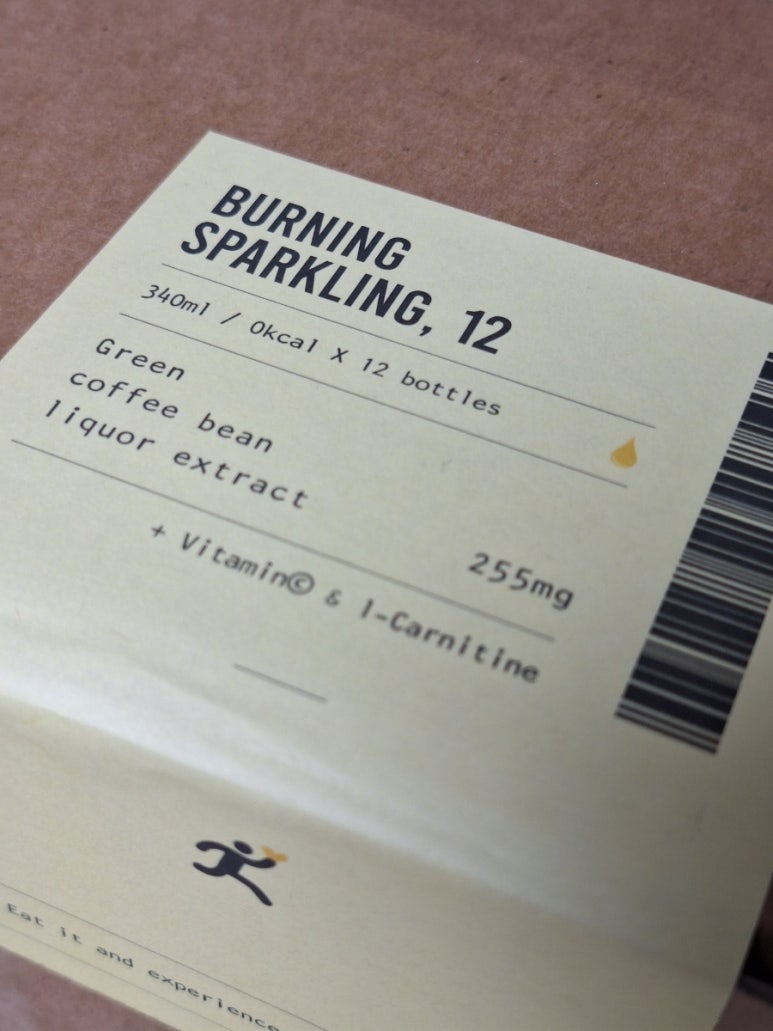 BURNING
SPARKLING, 12
340ml / 0kcal X 12 bottles
Green
coffee bean
liquor extract
255mg
+ Vitamin© & l-Carnitine
Eat it and experience